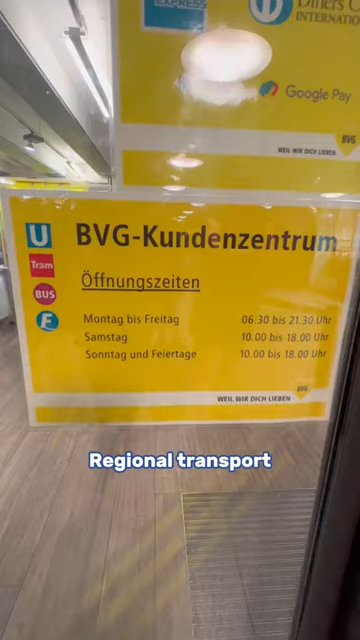 EXPRESS
Diners Club
INTERNATIONAL
Google Pay
BVG
WEIL WIR DICH LIEBEN
U
BVG-Kundenzentrum
Tram
Öffnungszeiten
BUS
F
Montag bis Freitag 06.30 bis 21.30 Uhr
Samstag 10.00 bis 18.00 Uhr
Sonntag und Feiertage 10.00 bis 18.00 Uhr
BVG
WEIL WIR DICH LIEBEN
Regional transport